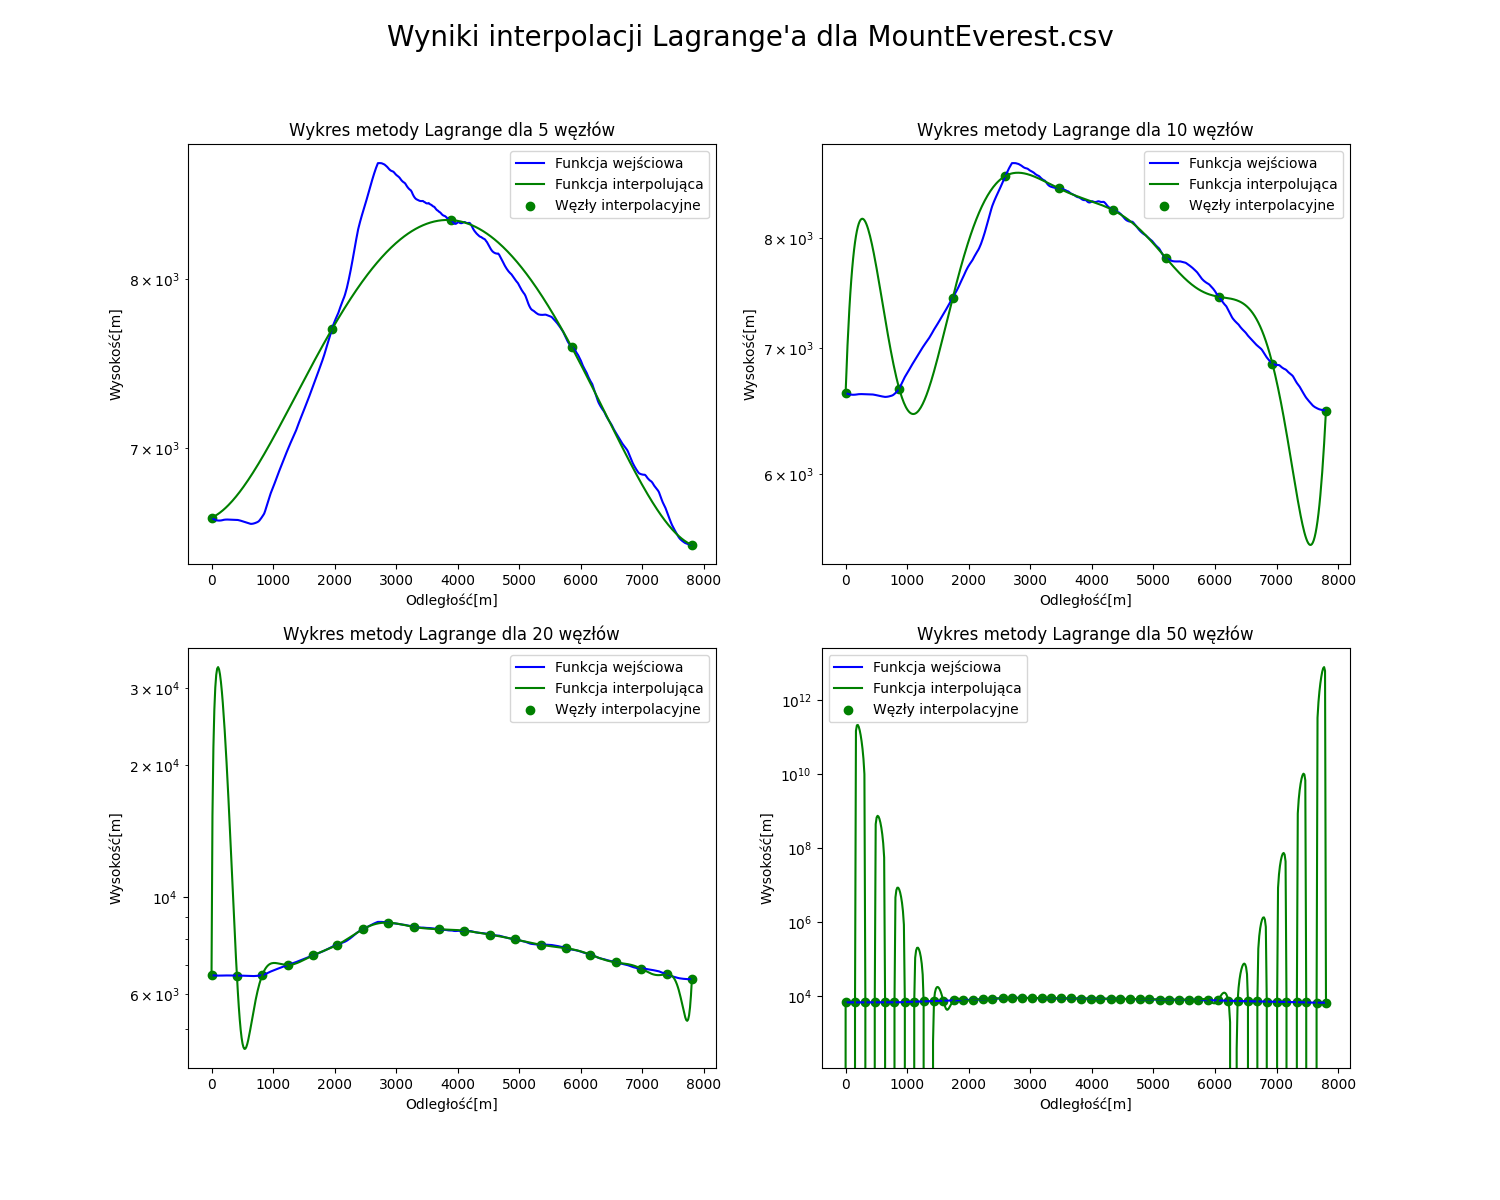 Wyniki interpolacji Lagrange'a dla MountEverest.csv
Wykres metody Lagrange dla 5 węzłów
Funkcja wejściowa
Funkcja interpolująca
Węzły interpolacyjne
8 × 10³
7 × 10³
Wysokość[m]
0 1000 2000 3000 4000 5000 6000 7000 8000
Odległość[m]
Wykres metody Lagrange dla 10 węzłów
Funkcja wejściowa
Funkcja interpolująca
Węzły interpolacyjne
8 × 10³
7 × 10³
6 × 10³
Wysokość[m]
0 1000 2000 3000 4000 5000 6000 7000 8000
Odległość[m]
Wykres metody Lagrange dla 20 węzłów
Funkcja wejściowa
Funkcja interpolująca
Węzły interpolacyjne
3 × 10⁴
2 × 10⁴
10⁴
6 × 10³
Wysokość[m]
0 1000 2000 3000 4000 5000 6000 7000 8000
Odległość[m]
Wykres metody Lagrange dla 50 węzłów
Funkcja wejściowa
Funkcja interpolująca
Węzły interpolacyjne
10¹²
10¹⁰
10⁸
10⁶
10⁴
Wysokość[m]
0 1000 2000 3000 4000 5000 6000 7000 8000
Odległość[m]